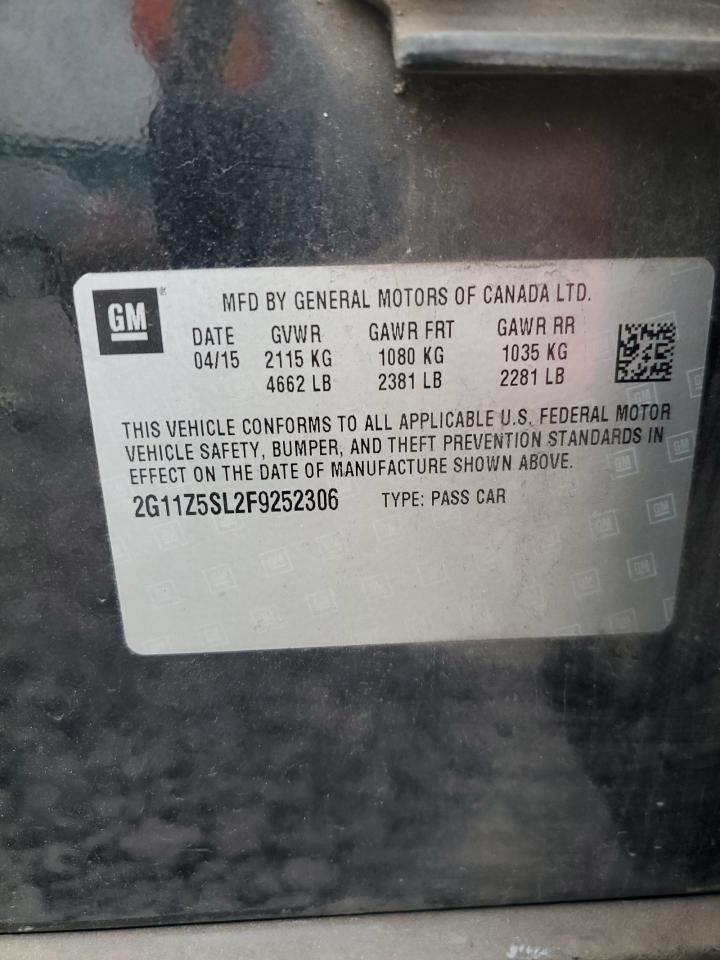 GM
MFD BY GENERAL MOTORS OF CANADA LTD.
DATE GVWR GAWR FRT GAWR RR
04/15 2115 KG 1080 KG 1035 KG
4662 LB 2381 LB 2281 LB
THIS VEHICLE CONFORMS TO ALL APPLICABLE U.S. FEDERAL MOTOR
VEHICLE SAFETY, BUMPER, AND THEFT PREVENTION STANDARDS IN
EFFECT ON THE DATE OF MANUFACTURE SHOWN ABOVE.
2G11Z5SL2F9252306 TYPE: PASS CAR